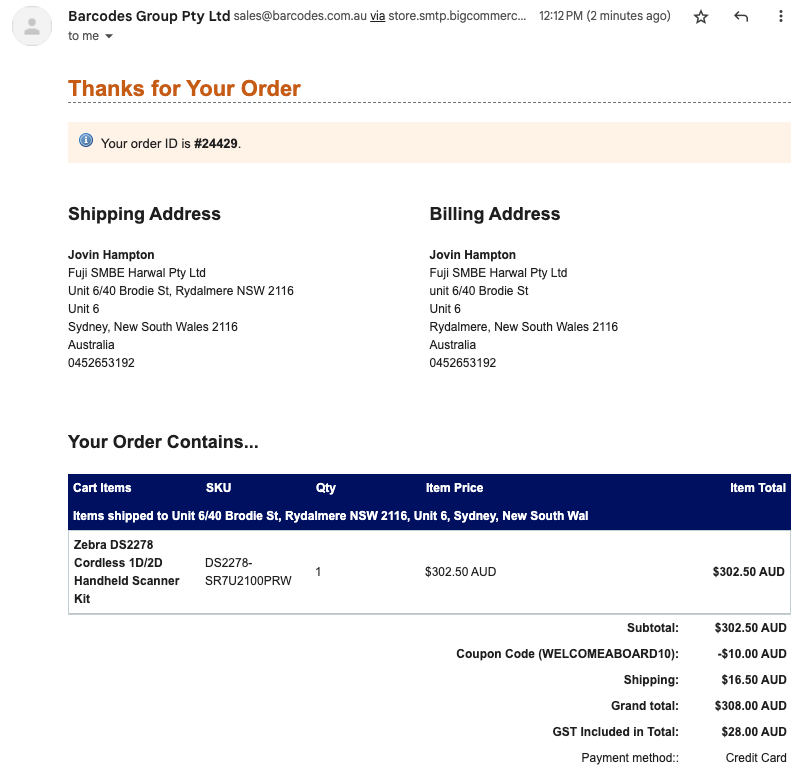 Barcodes Group Pty Ltd sales@barcodes.com.au via store.smtp.bigcommerc... 12:12 PM (2 minutes ago)
to me
Thanks for Your Order
Your order ID is #24429.
Shipping Address
Jovin Hampton
Fuji SMBE Harwal Pty Ltd
Unit 6/40 Brodie St, Rydalmere NSW 2116
Unit 6
Sydney, New South Wales 2116
Australia
0452653192
Billing Address
Jovin Hampton
Fuji SMBE Harwal Pty Ltd
unit 6/40 Brodie St
Unit 6
Rydalmere, New South Wales 2116
Australia
0452653192
Your Order Contains...
Cart Items SKU Qty Item Price Item Total
Items shipped to Unit 6/40 Brodie St, Rydalmere NSW 2116, Unit 6, Sydney, New South Wal
Zebra DS2278
Cordless 1D/2D
Handheld Scanner
Kit
DS2278-
SR7U2100PRW
1
$302.50 AUD
$302.50 AUD
Subtotal: $302.50 AUD
Coupon Code (WELCOMEABOARD10): -$10.00 AUD
Shipping: $16.50 AUD
Grand total: $308.00 AUD
GST Included in Total: $28.00 AUD
Payment method:: Credit Card